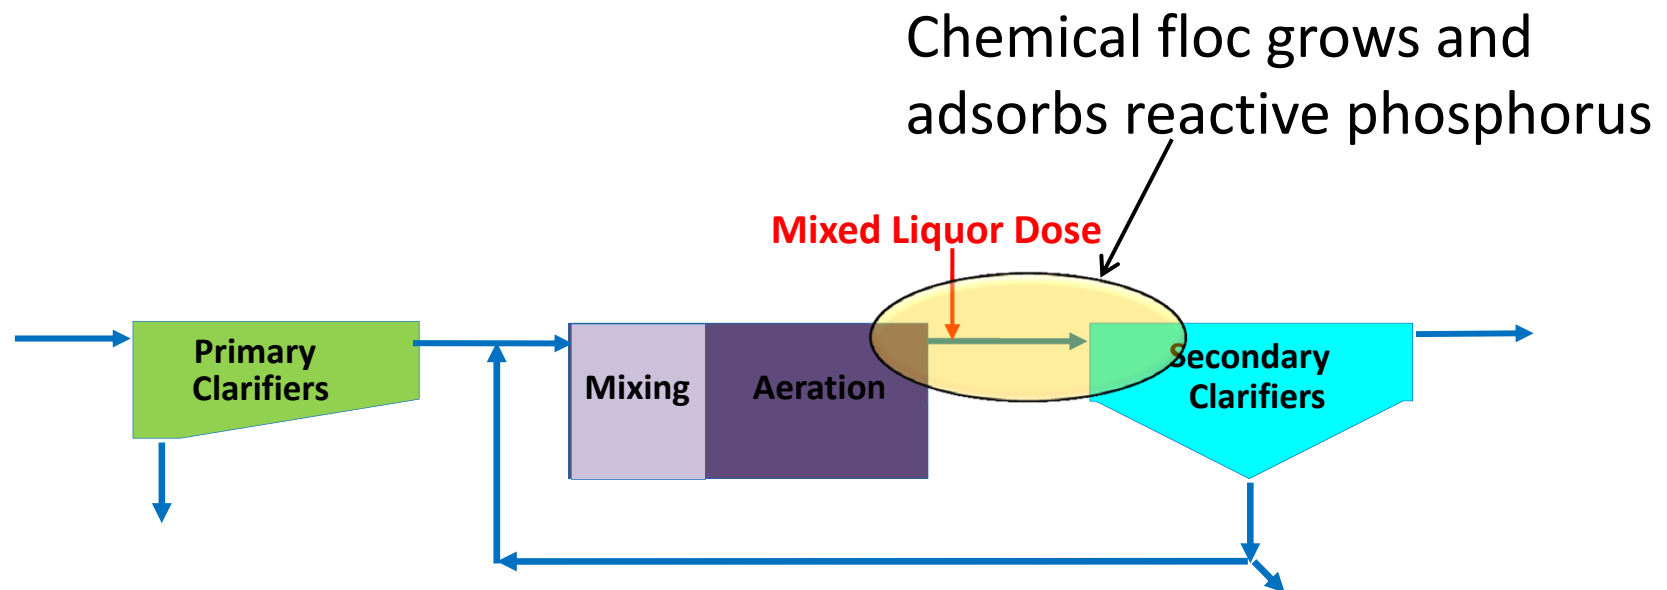 Chemical floc grows and
adsorbs reactive phosphorus
Mixed Liquor Dose
Primary
Clarifiers
Mixing
Aeration
Secondary
Clarifiers